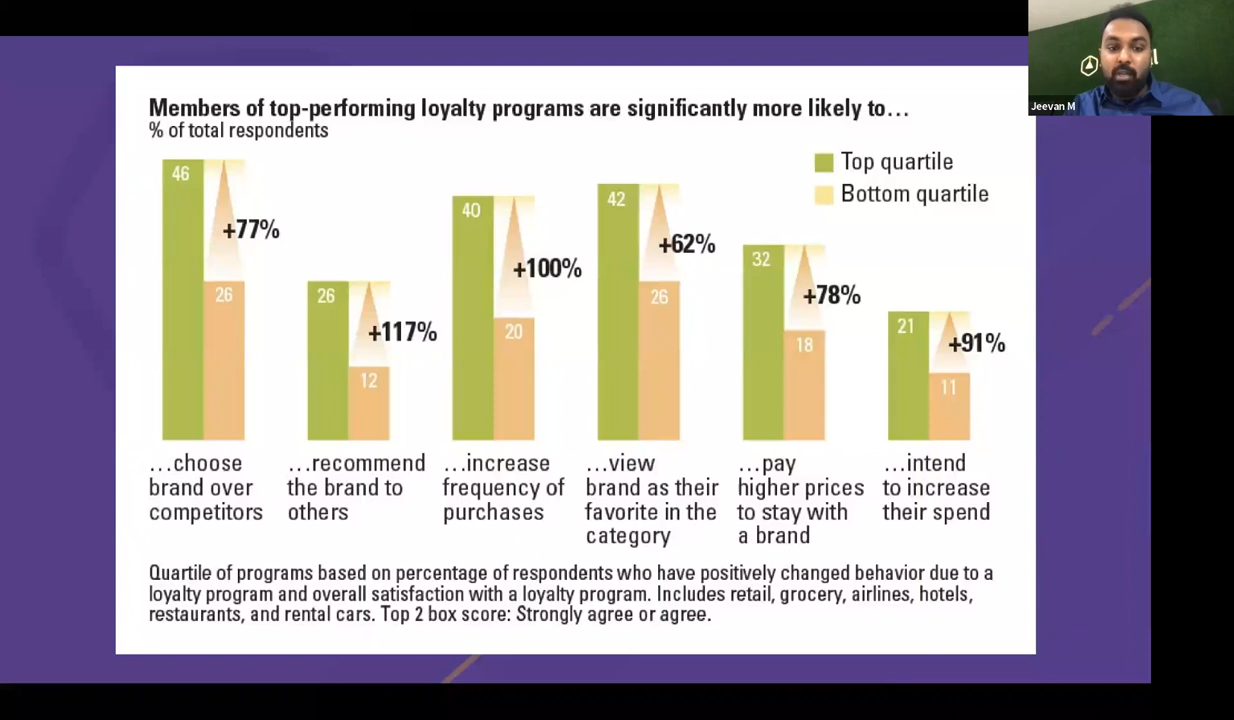 Members of top-performing loyalty programs are significantly more likely to...
% of total respondents
Top quartile
Bottom quartile
46
+77%
26
26
+117%
12
40
+100%
20
42
+62%
26
32
+78%
18
21
+91%
11
...choose
brand over
competitors
...recommend
the brand to
others
...increase
frequency of
purchases
...view
brand as their
favorite in the
category
...pay
higher prices
to stay with
a brand
...intend
to increase
their spend
Quartile of programs based on percentage of respondents who have positively changed behavior due to a
loyalty program and overall satisfaction with a loyalty program. Includes retail, grocery, airlines, hotels,
restaurants, and rental cars. Top 2 box score: Strongly agree or agree.
Jeevan M